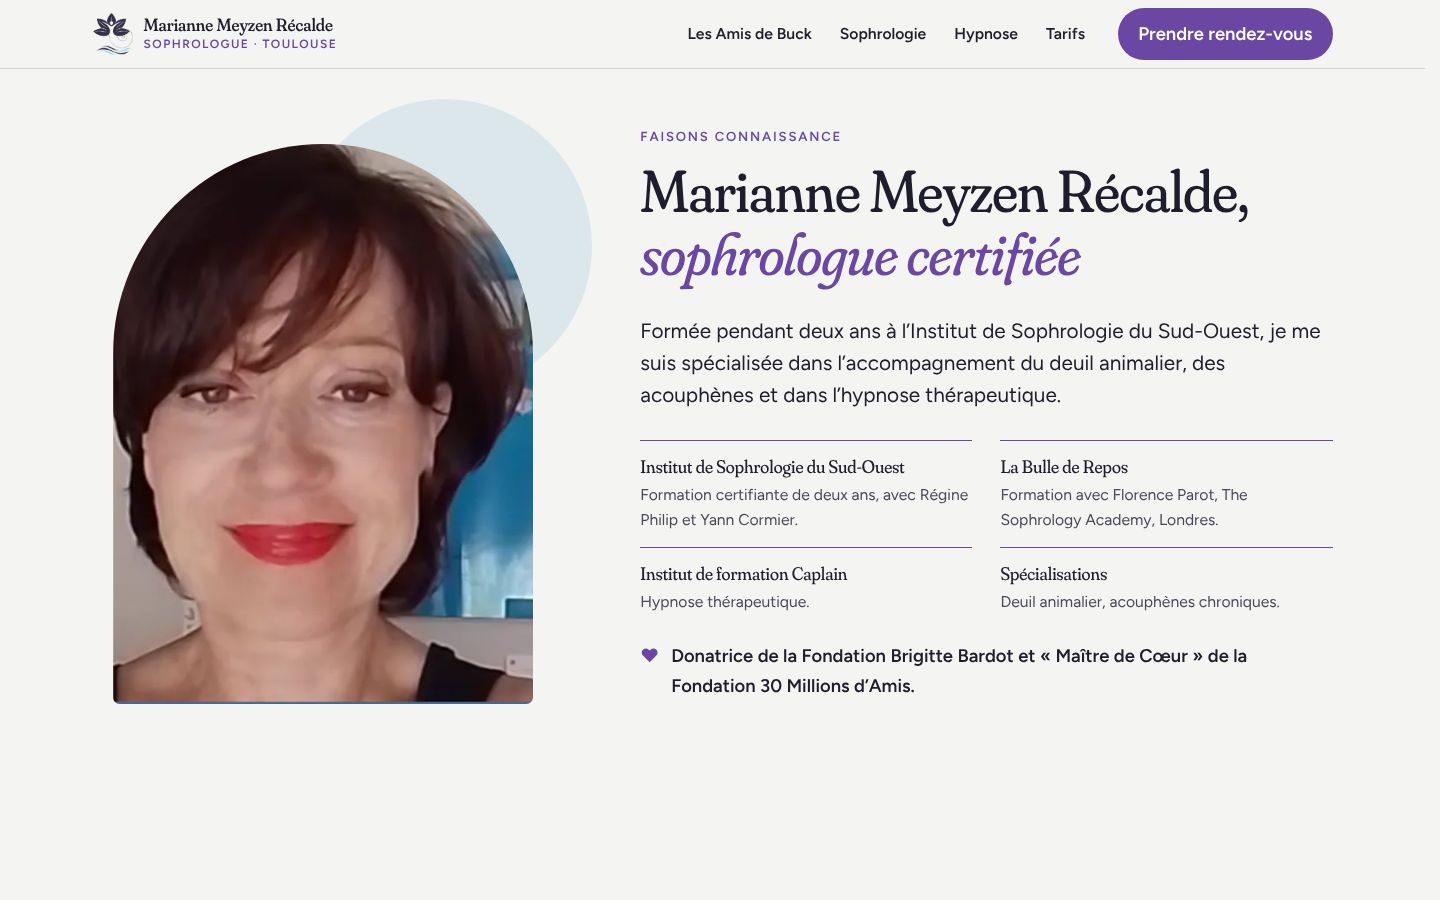 Marianne Meyzen Récalde
SOPHROLOGUE · TOULOUSE
Les Amis de Buck
Sophrologie
Hypnose
Tarifs
Prendre rendez-vous
FAISONS CONNAISSANCE
Marianne Meyzen Récalde,
sophrologue certifiée
Formée pendant deux ans à l’Institut de Sophrologie du Sud-Ouest, je me
suis spécialisée dans l’accompagnement du deuil animalier, des
acouphènes et dans l’hypnose thérapeutique.
Institut de Sophrologie du Sud-Ouest
Formation certifiante de deux ans, avec Régine
Philip et Yann Cormier.
La Bulle de Repos
Formation avec Florence Parot, The
Sophrology Academy, Londres.
Institut de formation Caplain
Hypnose thérapeutique.
Spécialisations
Deuil animalier, acouphènes chroniques.
Donatrice de la Fondation Brigitte Bardot et « Maître de Cœur » de la
Fondation 30 Millions d’Amis.